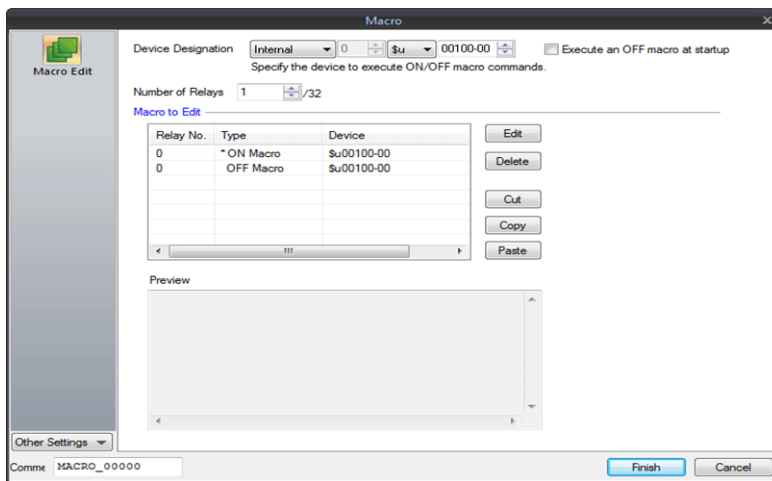 Macro
Macro Edit
Device Designation Internal 0 $u 00100-00 Execute an OFF macro at startup
Specify the device to execute ON/OFF macro commands.
Number of Relays 1 /32
Macro to Edit
Relay No. Type Device
0 * ON Macro $u00100-00
0 OFF Macro $u00100-00
Edit
Delete
Cut
Copy
Paste
Preview
Other Settings
Comme MACRO_00000
Finish Cancel